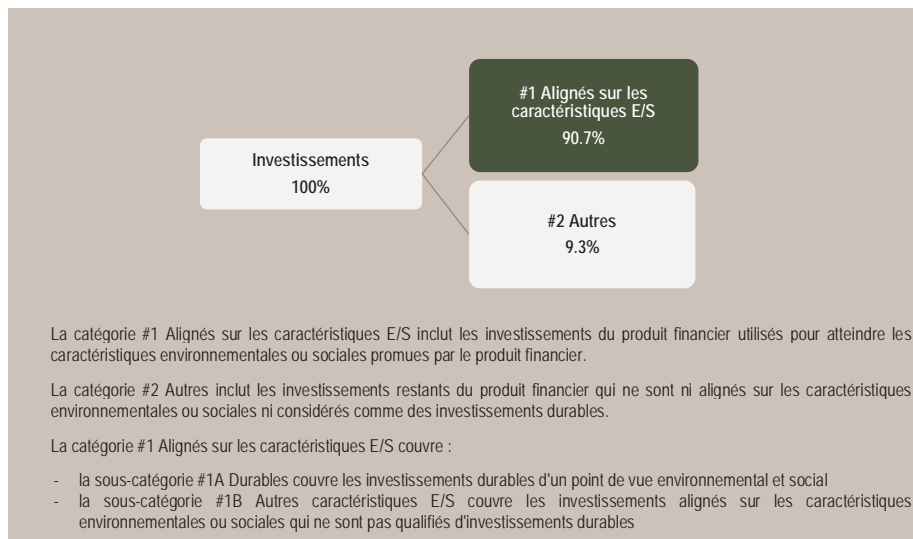 #1 Alignés sur les
caractéristiques E/S
90.7%
Investissements
100%
#2 Autres
9.3%
La catégorie #1 Alignés sur les caractéristiques E/S inclut les investissements du produit financier utilisés pour atteindre les
caractéristiques environnementales ou sociales promues par le produit financier.
La catégorie #2 Autres inclut les investissements restants du produit financier qui ne sont ni alignés sur les caractéristiques
environnementales ou sociales ni considérés comme des investissements durables.
La catégorie #1 Alignés sur les caractéristiques E/S couvre :
- la sous-catégorie #1A Durables couvre les investissements durables d'un point de vue environnemental et social
- la sous-catégorie #1B Autres caractéristiques E/S couvre les investissements alignés sur les caractéristiques
environnementales ou sociales qui ne sont pas qualifiés d'investissements durables